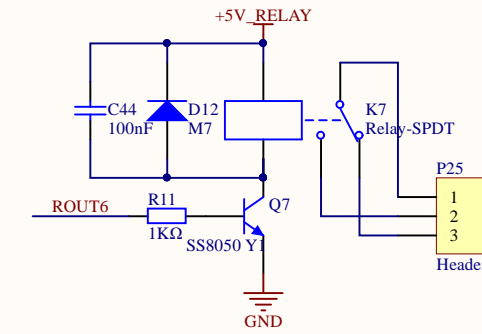 +5V_RELAY
C44
100nF
D12
M7
K7
Relay-SPDT
P25
1
2
3
ROUT6
R11
1KΩ
Q7
SS8050 Y1
GND